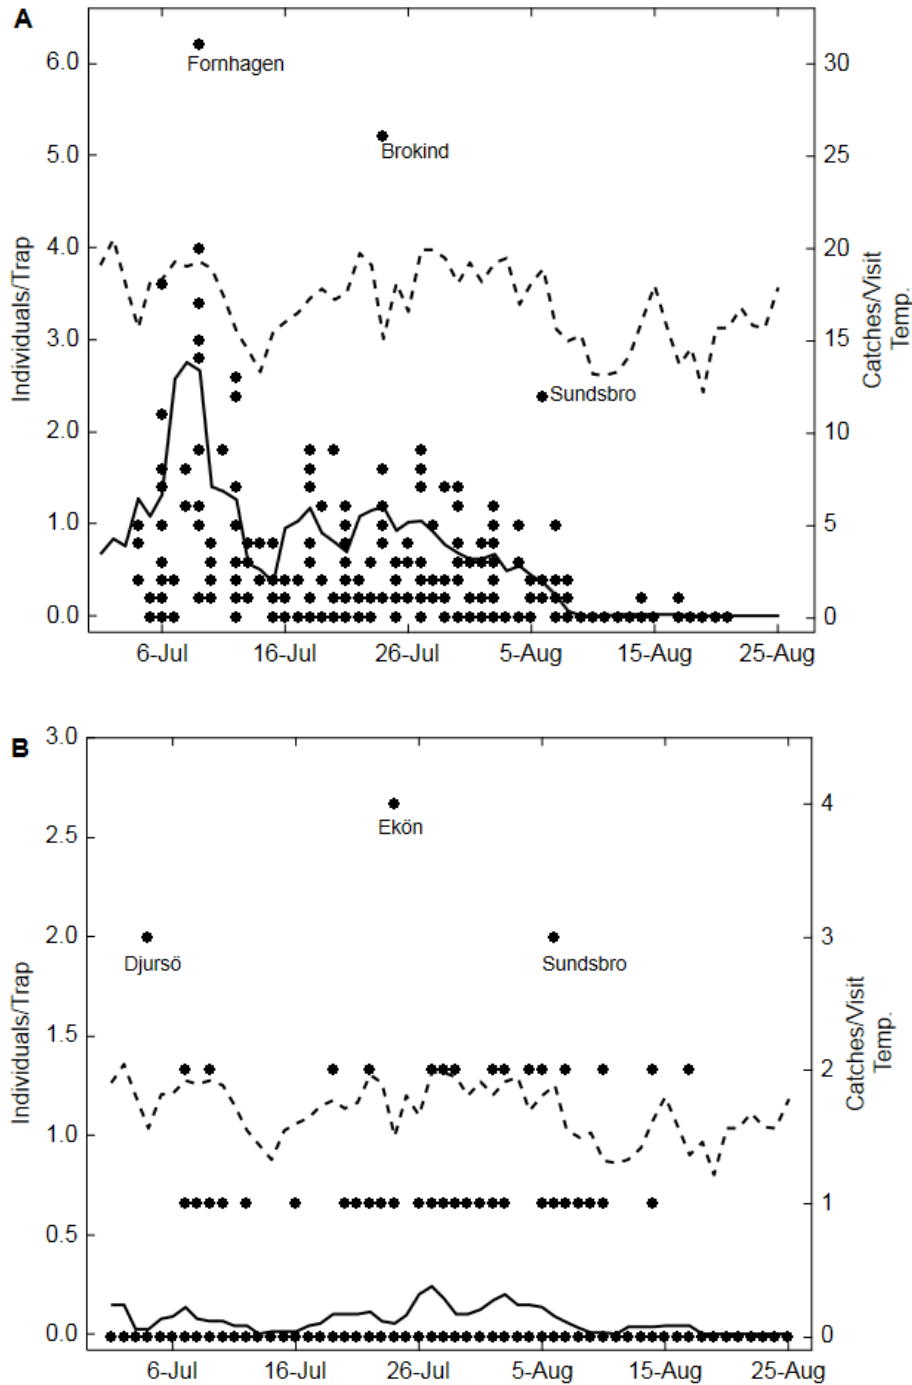 A
6.0
5.0
4.0
3.0
2.0
1.0
0.0
Individuals/Trap
30
25
20
15
10
5
0
Catches/Visit
Temp.
Fornhagen
Brokind
Sundsbro
6-Jul
16-Jul
26-Jul
5-Aug
15-Aug
25-Aug
B
3.0
2.5
2.0
1.5
1.0
0.5
0.0
Individuals/Trap
4
3
2
1
0
Catches/Visit
Temp.
Ekön
Djursö
Sundsbro
6-Jul
16-Jul
26-Jul
5-Aug
15-Aug
25-Aug